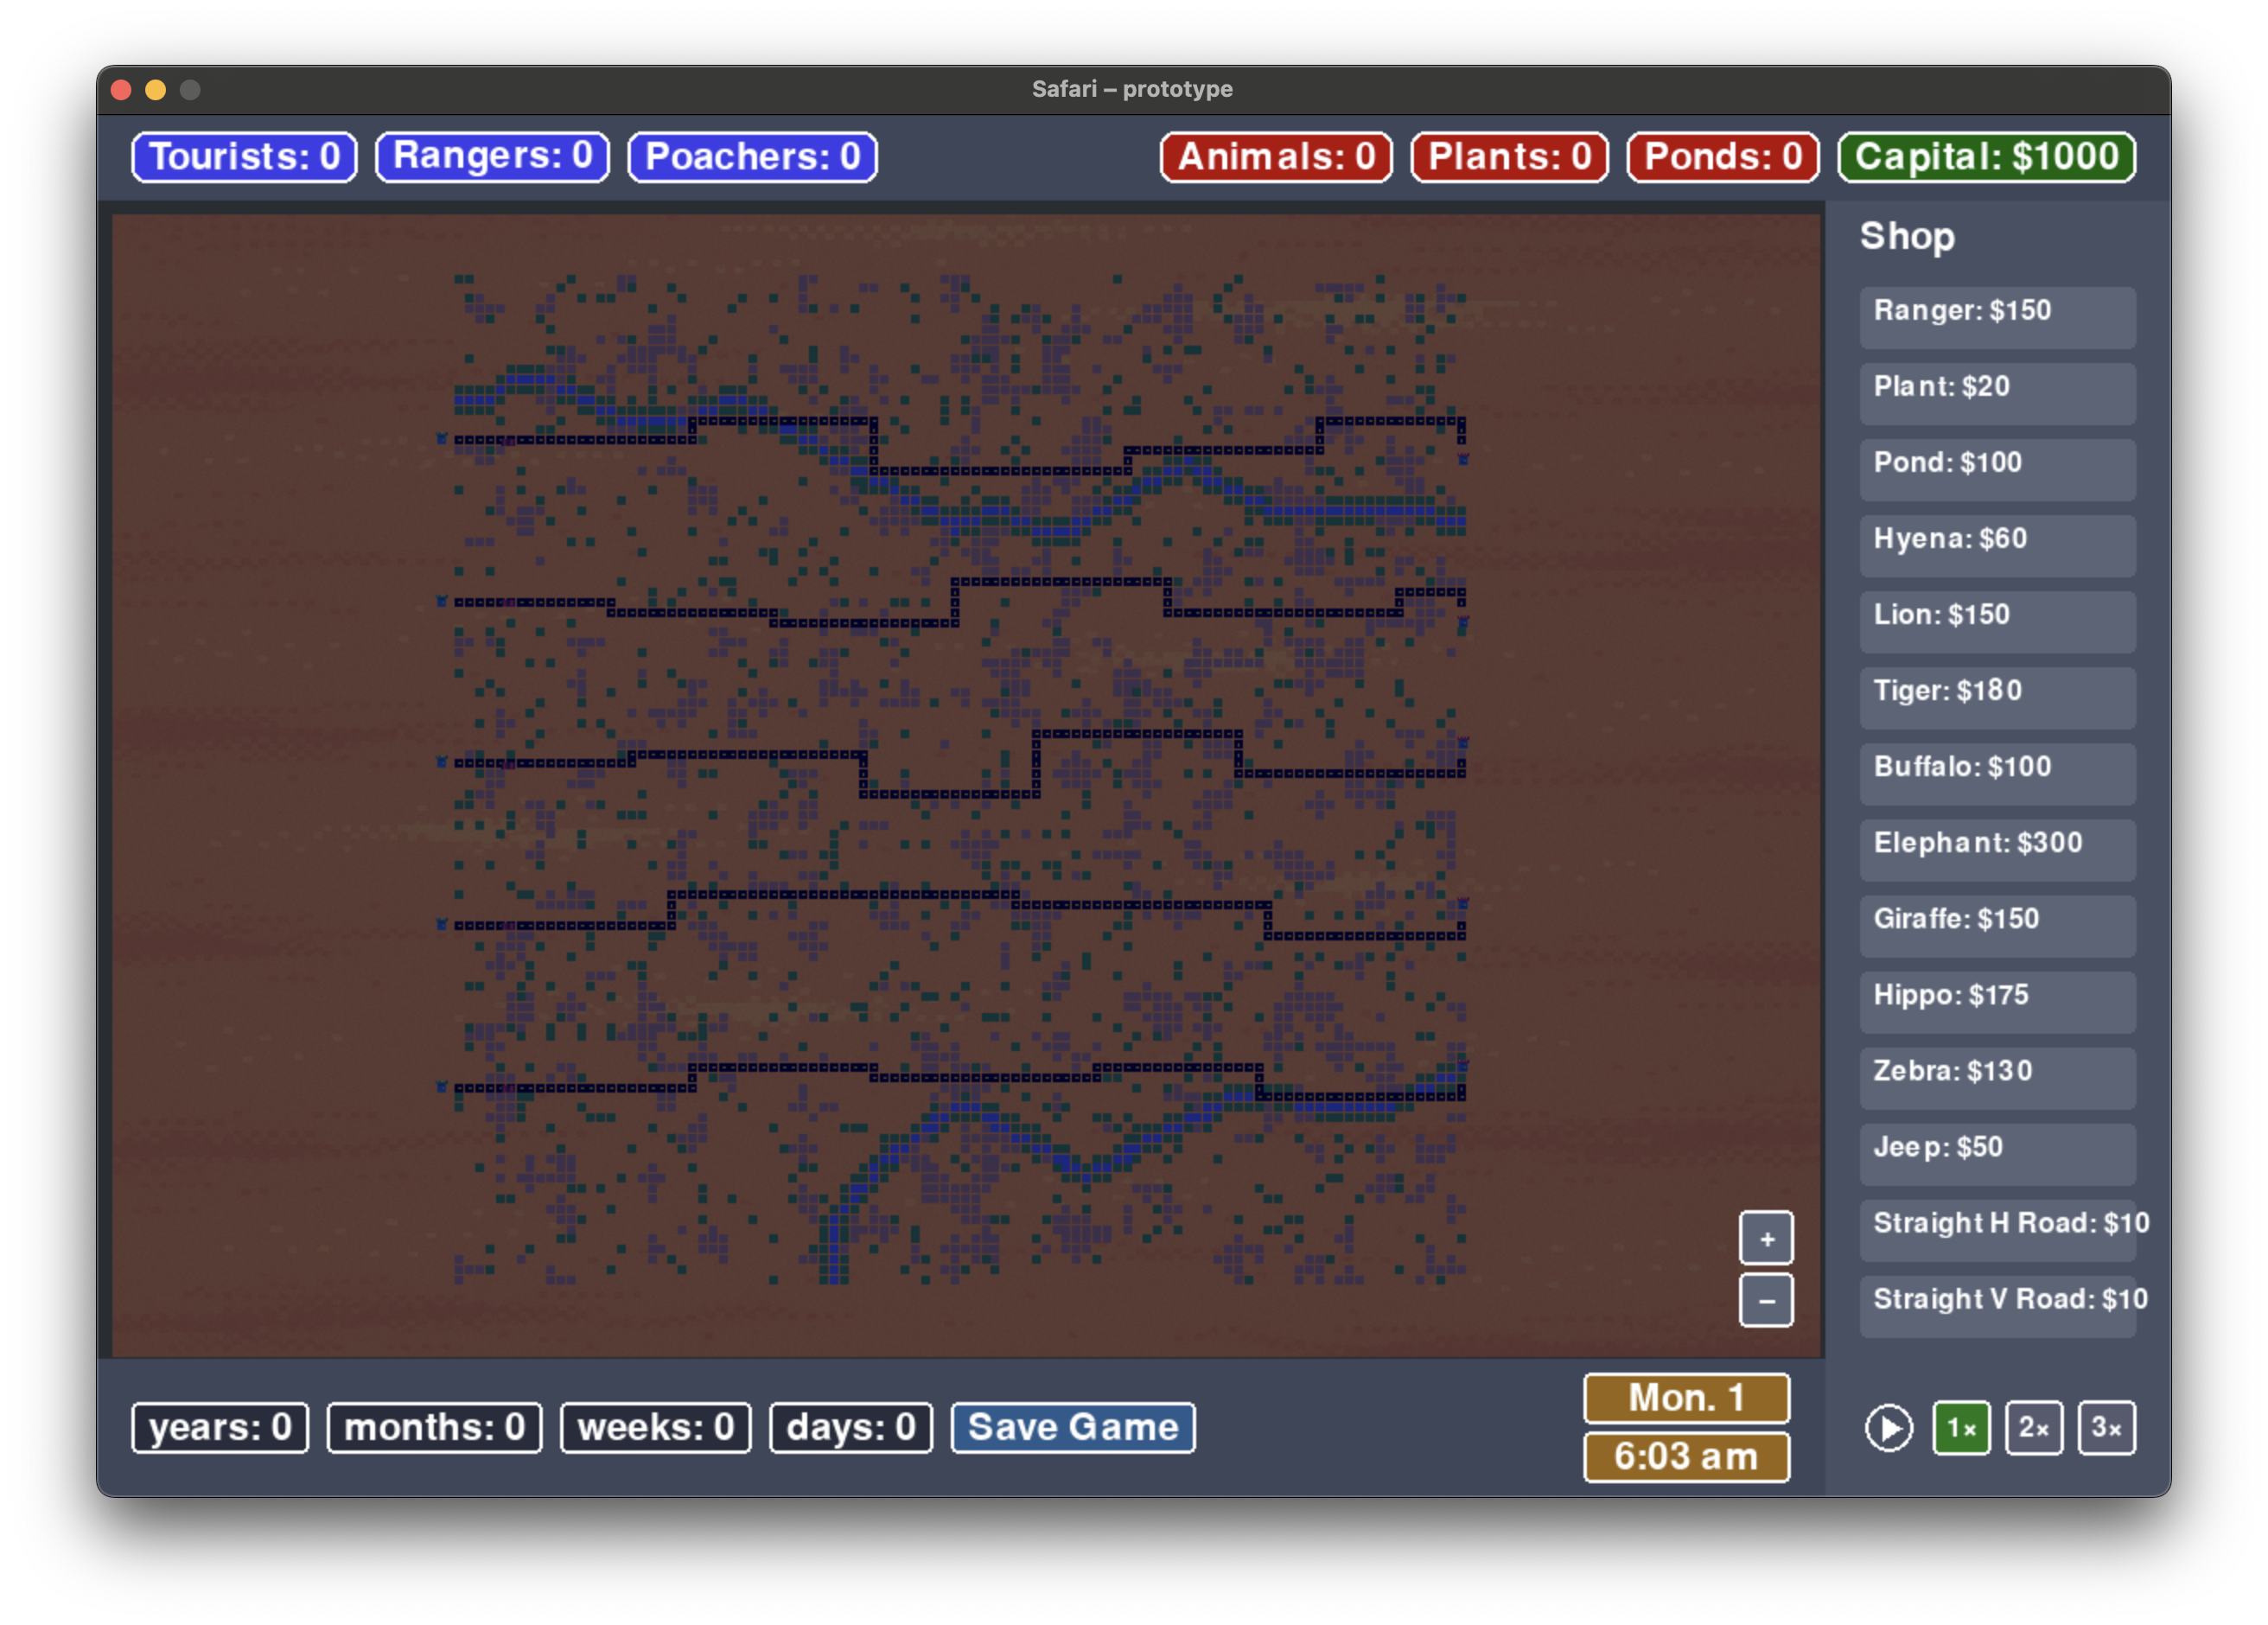 Safari – prototype
Tourists: 0
Rangers: 0
Poachers: 0
Animals: 0
Plants: 0
Ponds: 0
Capital: $1000
Shop
Ranger: $150
Plant: $20
Pond: $100
Hyena: $60
Lion: $150
Tiger: $180
Buffalo: $100
Elephant: $300
Giraffe: $150
Hippo: $175
Zebra: $130
Jeep: $50
Straight H Road: $10
Straight V Road: $10
+
–
years: 0
months: 0
weeks: 0
days: 0
Save Game
Mon. 1
6:03 am
1×
2×
3×